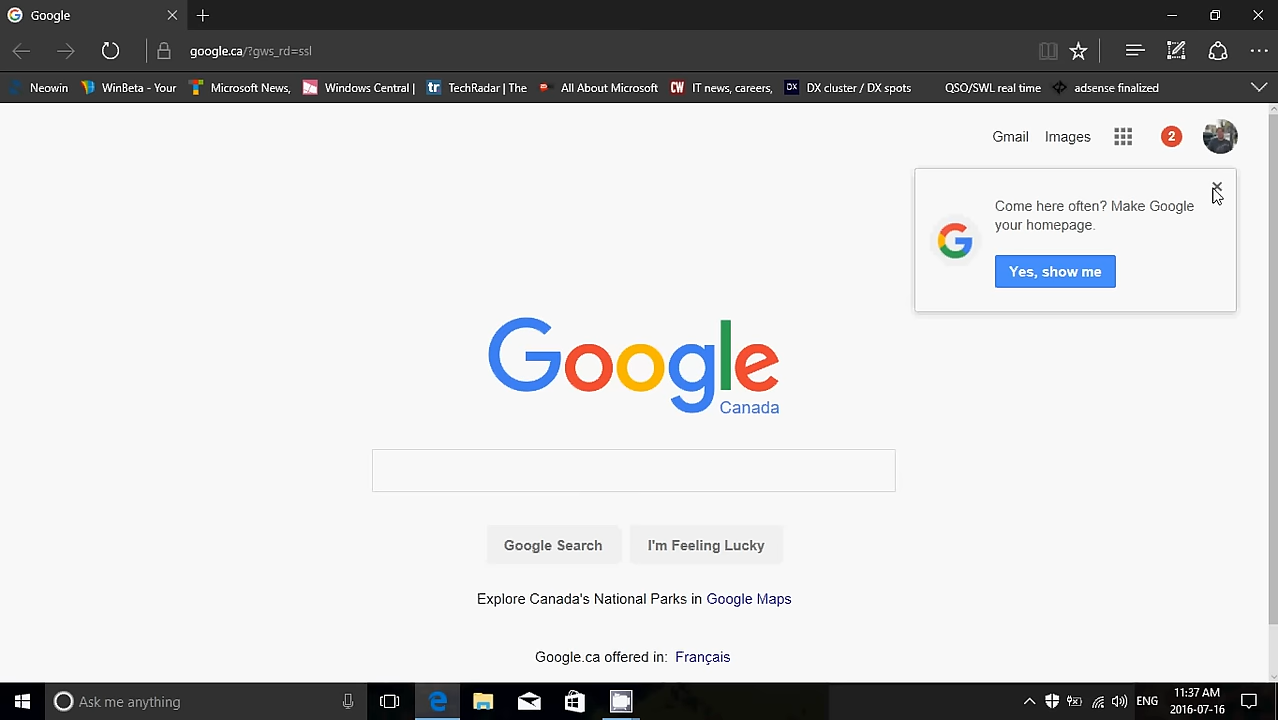 Google
google.ca/?gws_rd=ssl
Neowin WinBeta - Your Microsoft News, Windows Central | TechRadar | The All About Microsoft CW IT news, careers, DX DX cluster / DX spots QSO/SWL real time adsense finalized
Gmail Images 2
Come here often? Make Google
your homepage.
Yes, show me
Google
Canada
Google Search I'm Feeling Lucky
Explore Canada's National Parks in Google Maps
Google.ca offered in: Français
Ask me anything ENG 11:37 AM
2016-07-16